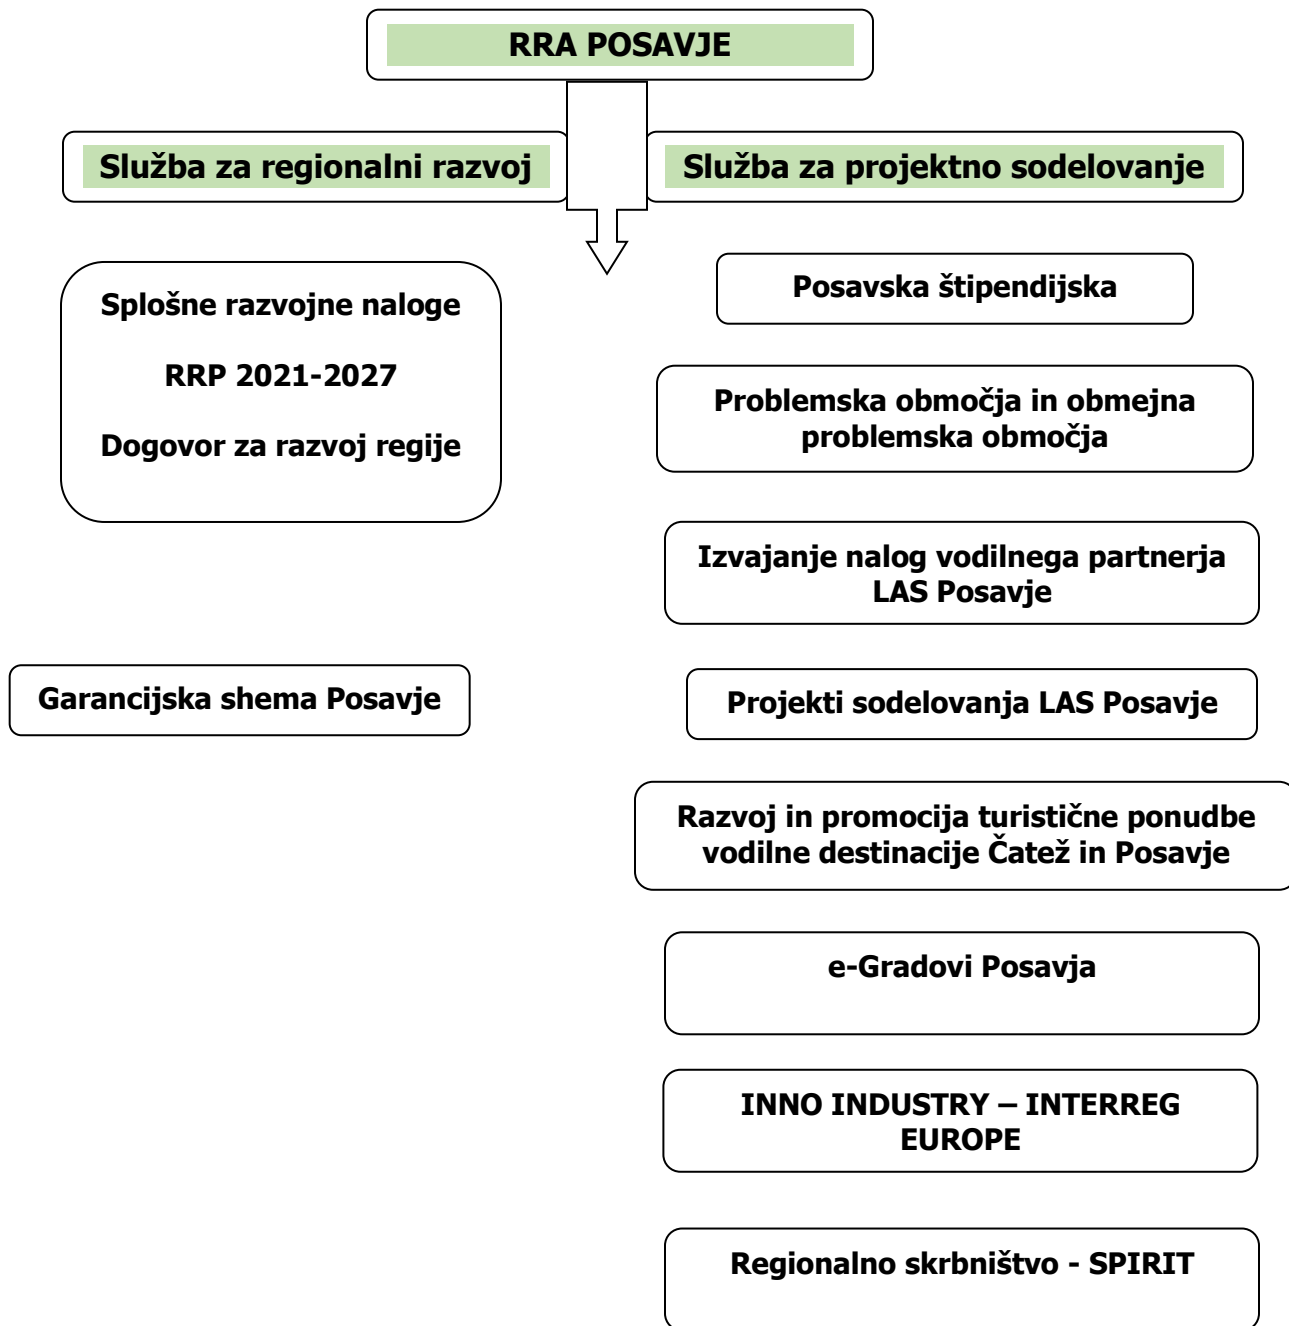 RRA POSAVJE
Služba za regionalni razvoj
Služba za projektno sodelovanje
Splošne razvojne naloge
RRP 2021-2027
Dogovor za razvoj regije
Garancijska shema Posavje
Posavska štipendijska
Problemska območja in obmejna
problemska območja
Izvajanje nalog vodilnega partnerja
LAS Posavje
Projekti sodelovanja LAS Posavje
Razvoj in promocija turistične ponudbe
vodilne destinacije Čatež in Posavje
e-Gradovi Posavja
INNO INDUSTRY – INTERREG
EUROPE
Regionalno skrbništvo - SPIRIT